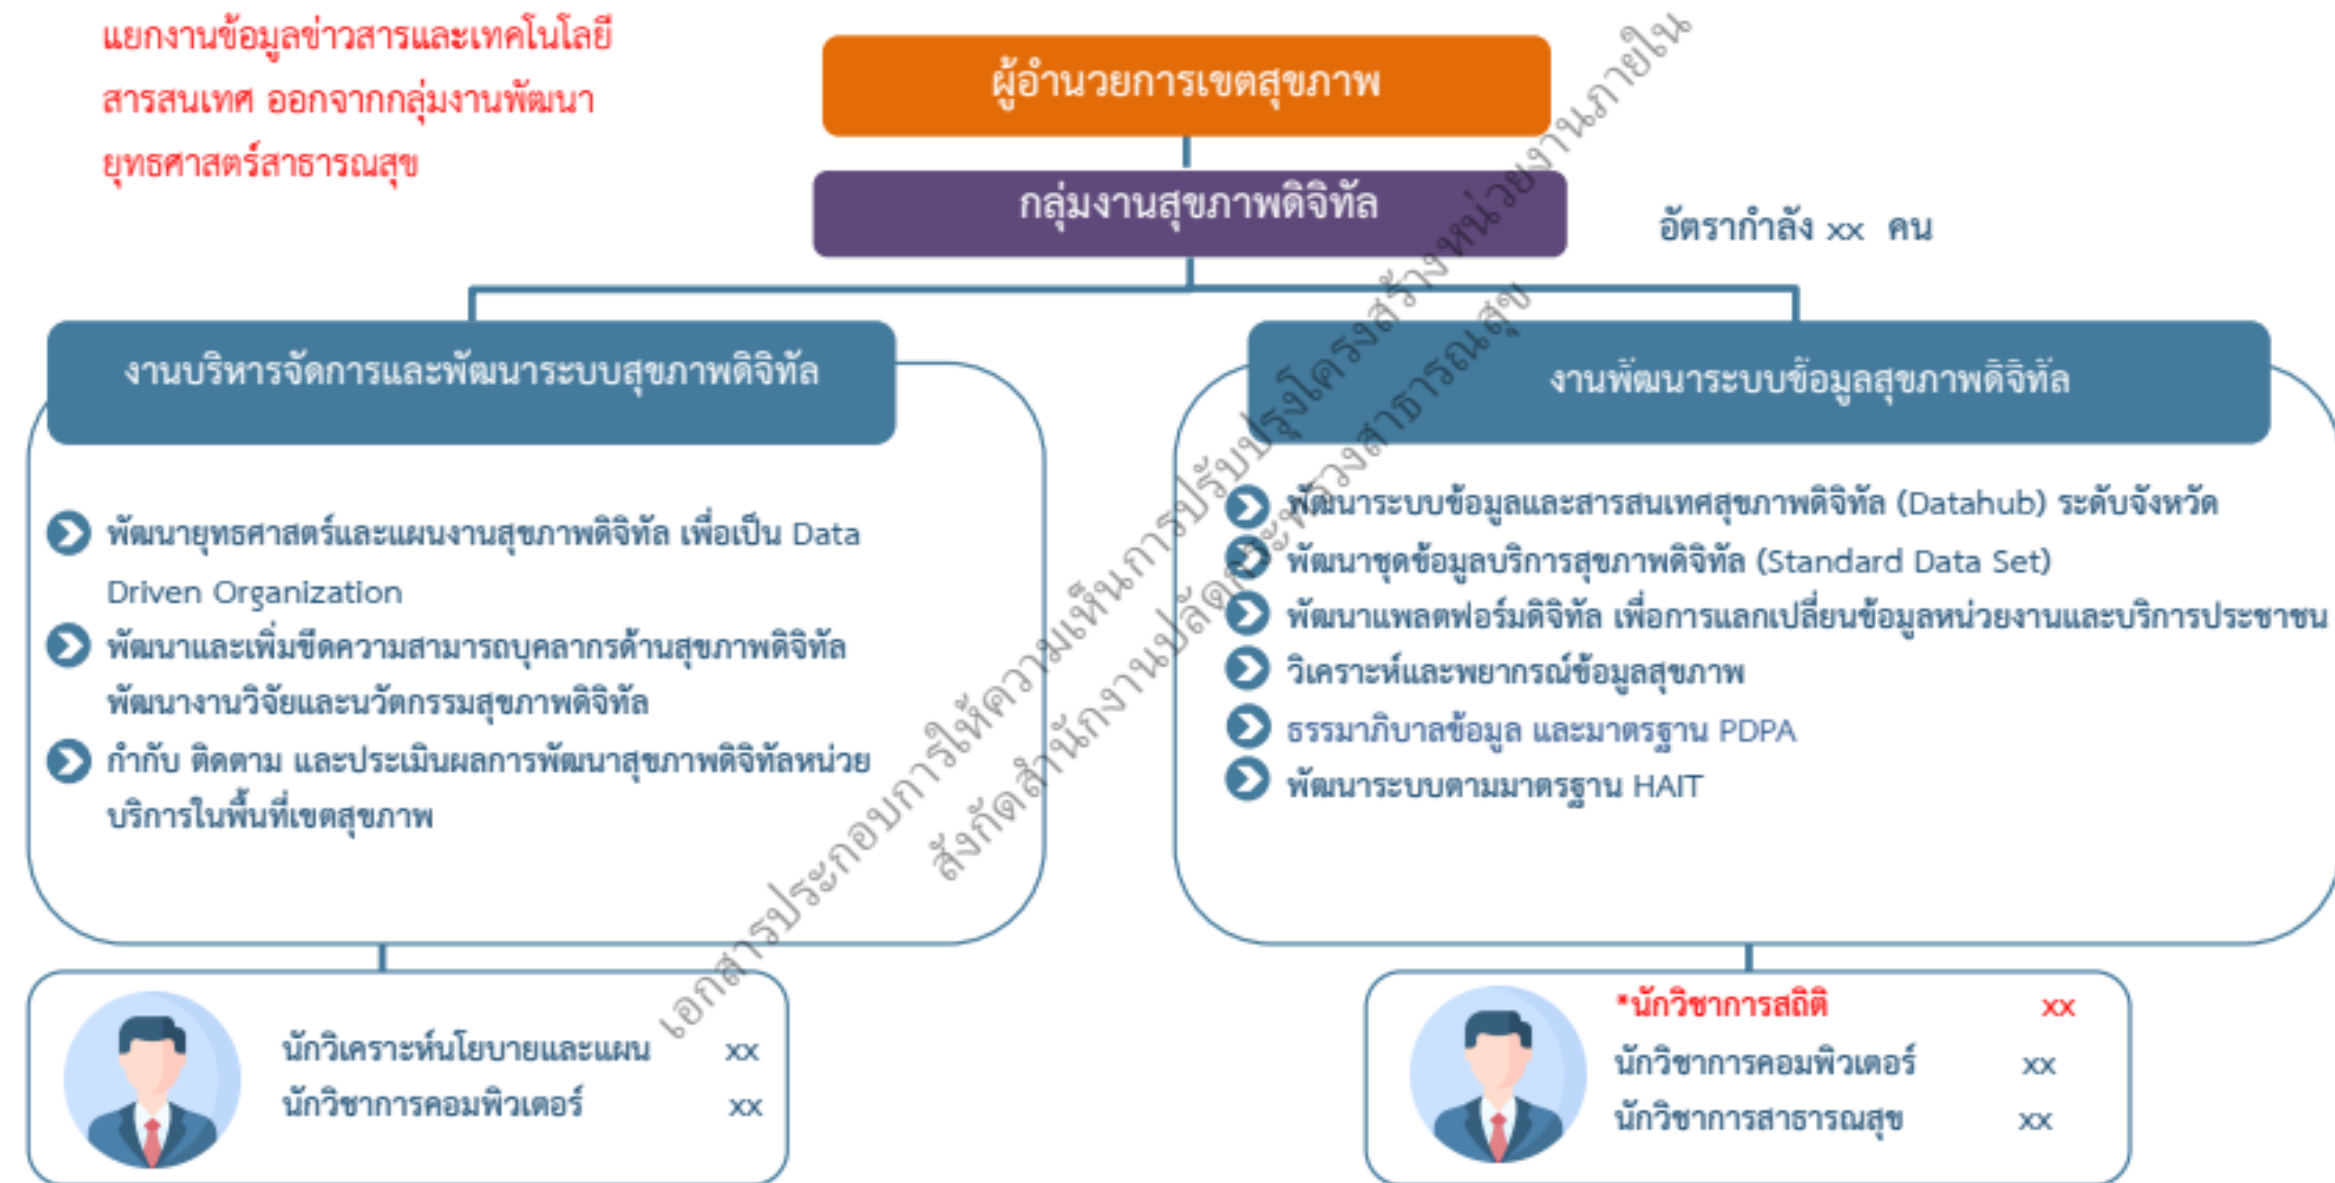 แยกงานข้อมูลข่าวสารและเทคโนโลยี
สารสนเทศ ออกจากกลุ่มงานพัฒนา
ยุทธศาสตร์สาธารณสุข
ผู้อำนวยการเขตสุขภาพ
กลุ่มงานสุขภาพดิจิทัล
อัตรากำลัง xx คน
งานบริหารจัดการและพัฒนาระบบสุขภาพดิจิทัล
พัฒนายุทธศาสตร์และแผนงานสุขภาพดิจิทัล เพื่อเป็น Data
Driven Organization
พัฒนาและเพิ่มขีดความสามารถบุคลากรด้านสุขภาพดิจิทัล
พัฒนางานวิจัยและนวัตกรรมสุขภาพดิจิทัล
กำกับ ติดตาม และประเมินผลการพัฒนาสุขภาพดิจิทัลหน่วย
บริการในพื้นที่เขตสุขภาพ
นักวิเคราะห์นโยบายและแผน xx
นักวิชาการคอมพิวเตอร์ xx
งานพัฒนาระบบข้อมูลสุขภาพดิจิทัล
พัฒนาระบบข้อมูลและสารสนเทศสุขภาพดิจิทัล (Datahub) ระดับจังหวัด
พัฒนาชุดข้อมูลบริการสุขภาพดิจิทัล (Standard Data Set)
พัฒนาแพลตฟอร์มดิจิทัล เพื่อการแลกเปลี่ยนข้อมูลหน่วยงานและบริการประชาชน
วิเคราะห์และพยากรณ์ข้อมูลสุขภาพ
ธรรมาภิบาลข้อมูล และมาตรฐาน PDPA
พัฒนาระบบตามมาตรฐาน HAIT
*นักวิชาการสถิติ xx
นักวิชาการคอมพิวเตอร์ xx
นักวิชาการสาธารณสุข xx
เอกสารประกอบการให้ความเห็นการปรับปรุงโครงสร้างหน่วยงานภายใน
สังกัดสำนักงานปลัดกระทรวงสาธารณสุข